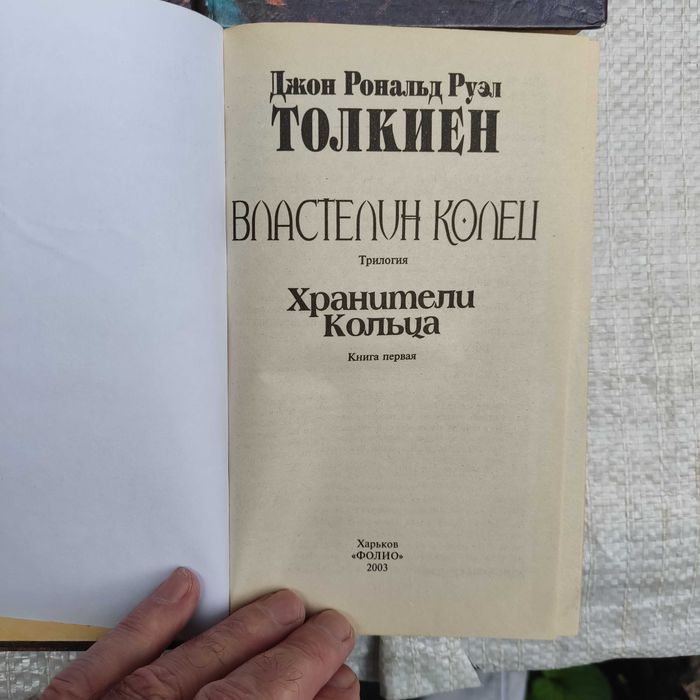 Джон Рональд Руэл
ТОЛКИЕН
ВЛАСТЕЛИН КОЛЕЦ
Трилогия
Хранители
Кольца
Книга первая
Харьков
«ФОЛИО»
2003